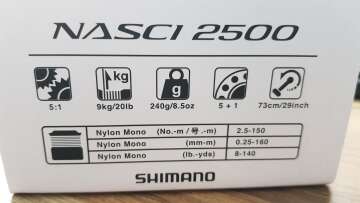 NASCI 2500
kg
g
5:1 9kg/20lb 240g/8.5oz 5 + 1 73cm/29inch
Nylon Mono (No.-m / 号.-m) 2.5-150
Nylon Mono (mm-m) 0.25-160
Nylon Mono (lb.-yds) 8-140
SHIMANO